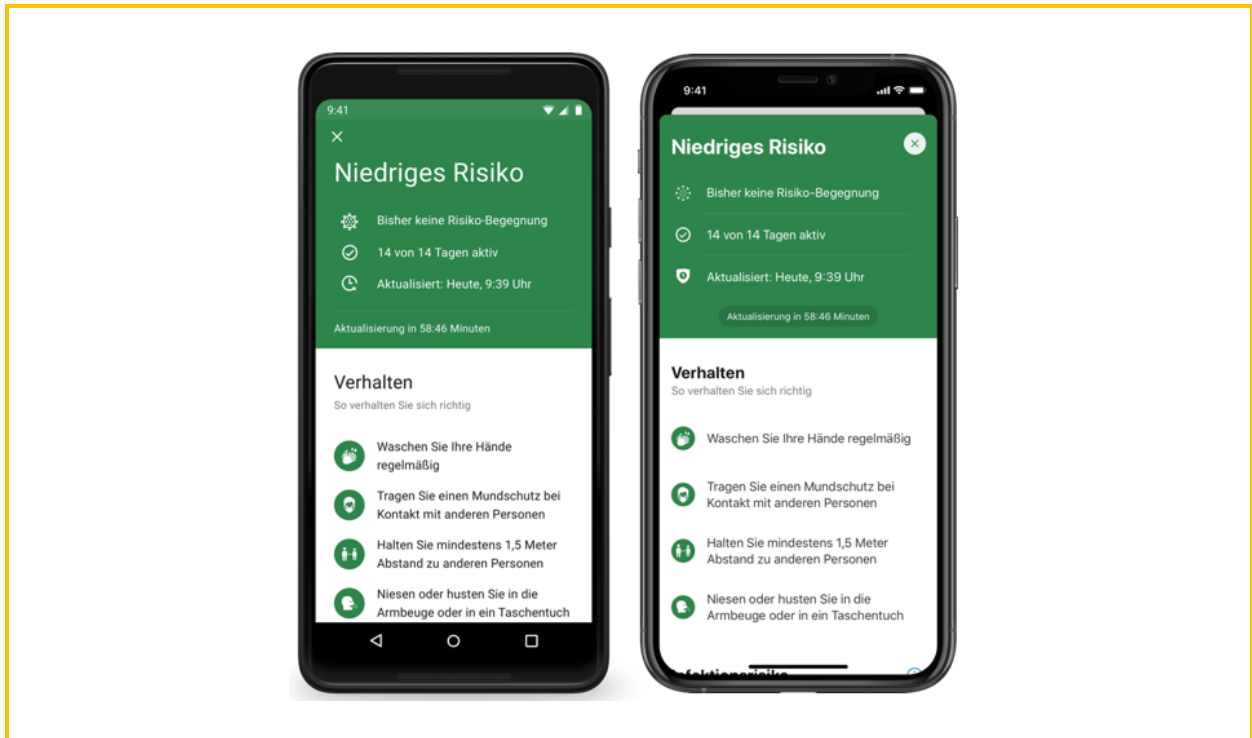 9:41
Niedriges Risiko
Bisher keine Risiko-Begegnung
14 von 14 Tagen aktiv
Aktualisiert: Heute, 9:39 Uhr
Aktualisierung in 58:46 Minuten
Verhalten
So verhalten Sie sich richtig
Waschen Sie Ihre Hände
regelmäßig
Tragen Sie einen Mundschutz bei
Kontakt mit anderen Personen
Halten Sie mindestens 1,5 Meter
Abstand zu anderen Personen
Niesen oder husten Sie in die
Armbeuge oder in ein Taschentuch
9:41
Niedriges Risiko
Bisher keine Risiko-Begegnung
14 von 14 Tagen aktiv
Aktualisiert: Heute, 9:39 Uhr
Aktualisierung in 58:46 Minuten
Verhalten
So verhalten Sie sich richtig
Waschen Sie Ihre Hände regelmäßig
Tragen Sie einen Mundschutz bei
Kontakt mit anderen Personen
Halten Sie mindestens 1,5 Meter
Abstand zu anderen Personen
Niesen oder husten Sie in die
Armbeuge oder in ein Taschentuch